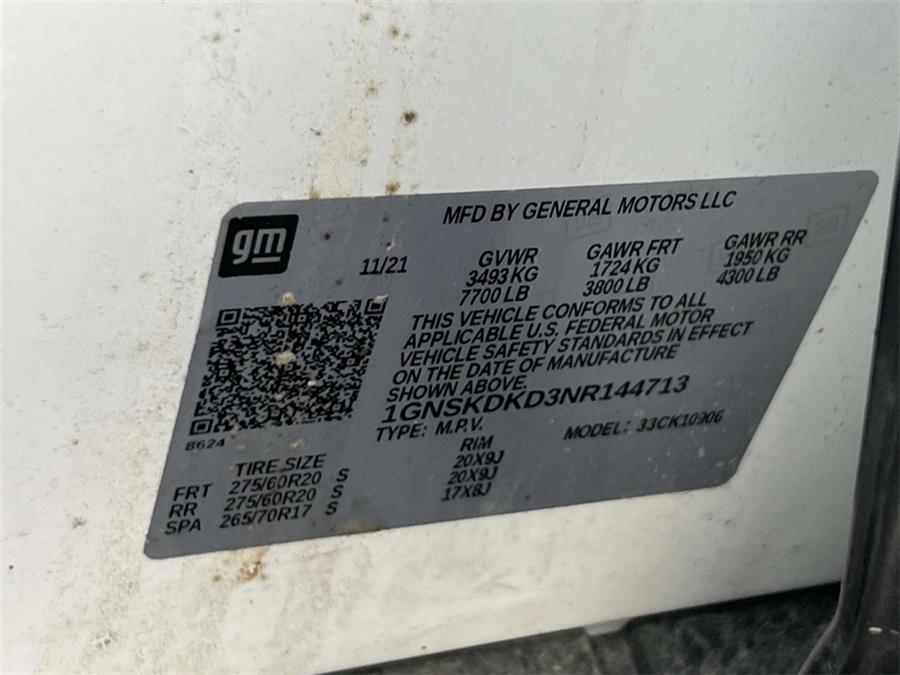 MFD BY GENERAL MOTORS LLC
gm
11/21
GVWR GAWR FRT GAWR RR
3493 KG 1724 KG 1950 KG
7700 LB 3800 LB 4300 LB
THIS VEHICLE CONFORMS TO ALL
APPLICABLE U.S. FEDERAL MOTOR
VEHICLE SAFETY STANDARDS IN EFFECT
ON THE DATE OF MANUFACTURE
SHOWN ABOVE.
1GNSKDKD3NR144713
TYPE: M.P.V. MODEL: 33CK10906
8624
TIRE SIZE RIM
FRT 275/60R20 S 20X9J
RR 275/60R20 S 20X9J
SPA 265/70R17 S 17X8J